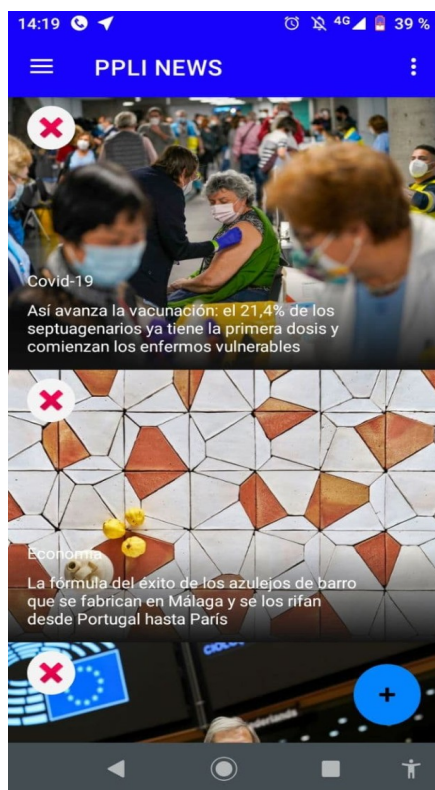 14:19 4G 39 %
PPLI NEWS
Covid-19
Así avanza la vacunación: el 21,4% de los
septuagenarios ya tiene la primera dosis y
comienzan los enfermos vulnerables
Economía
La fórmula del éxito de los azulejos de barro
que se fabrican en Málaga y se los rifan
desde Portugal hasta París
+